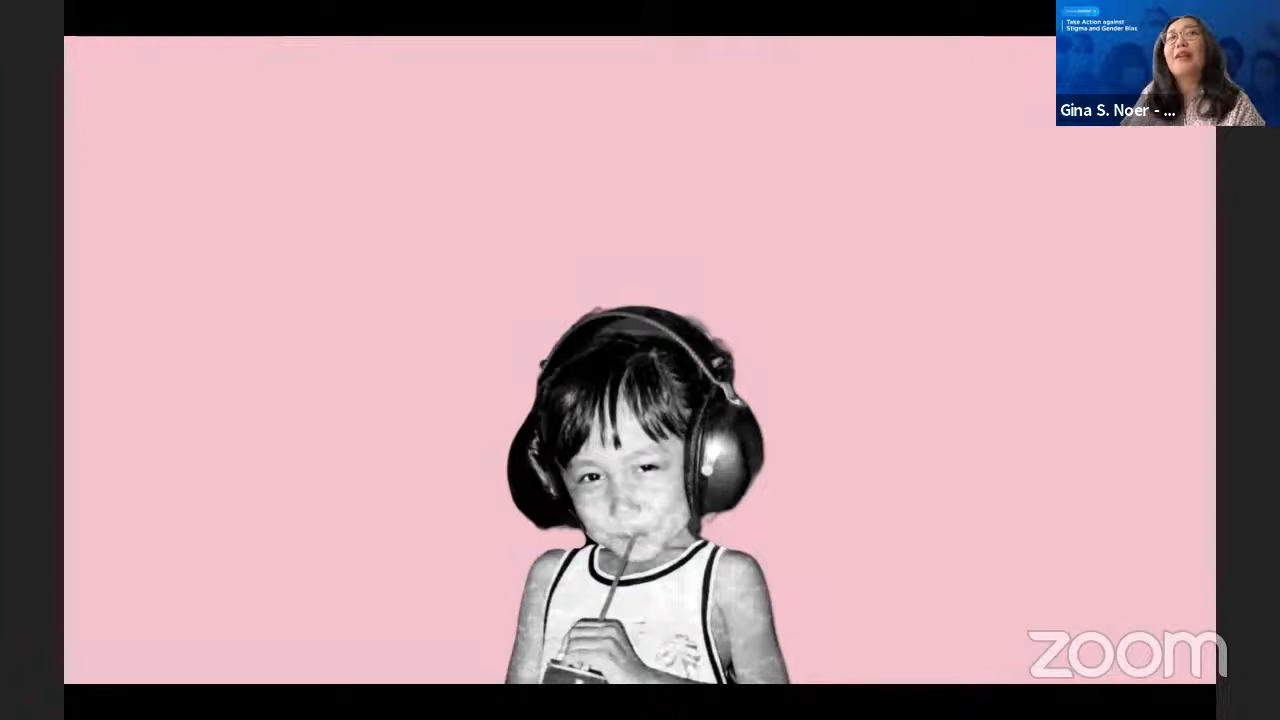 Take Action against
Stigma and Gender Bias
Gina S. Noer - ...
zoom